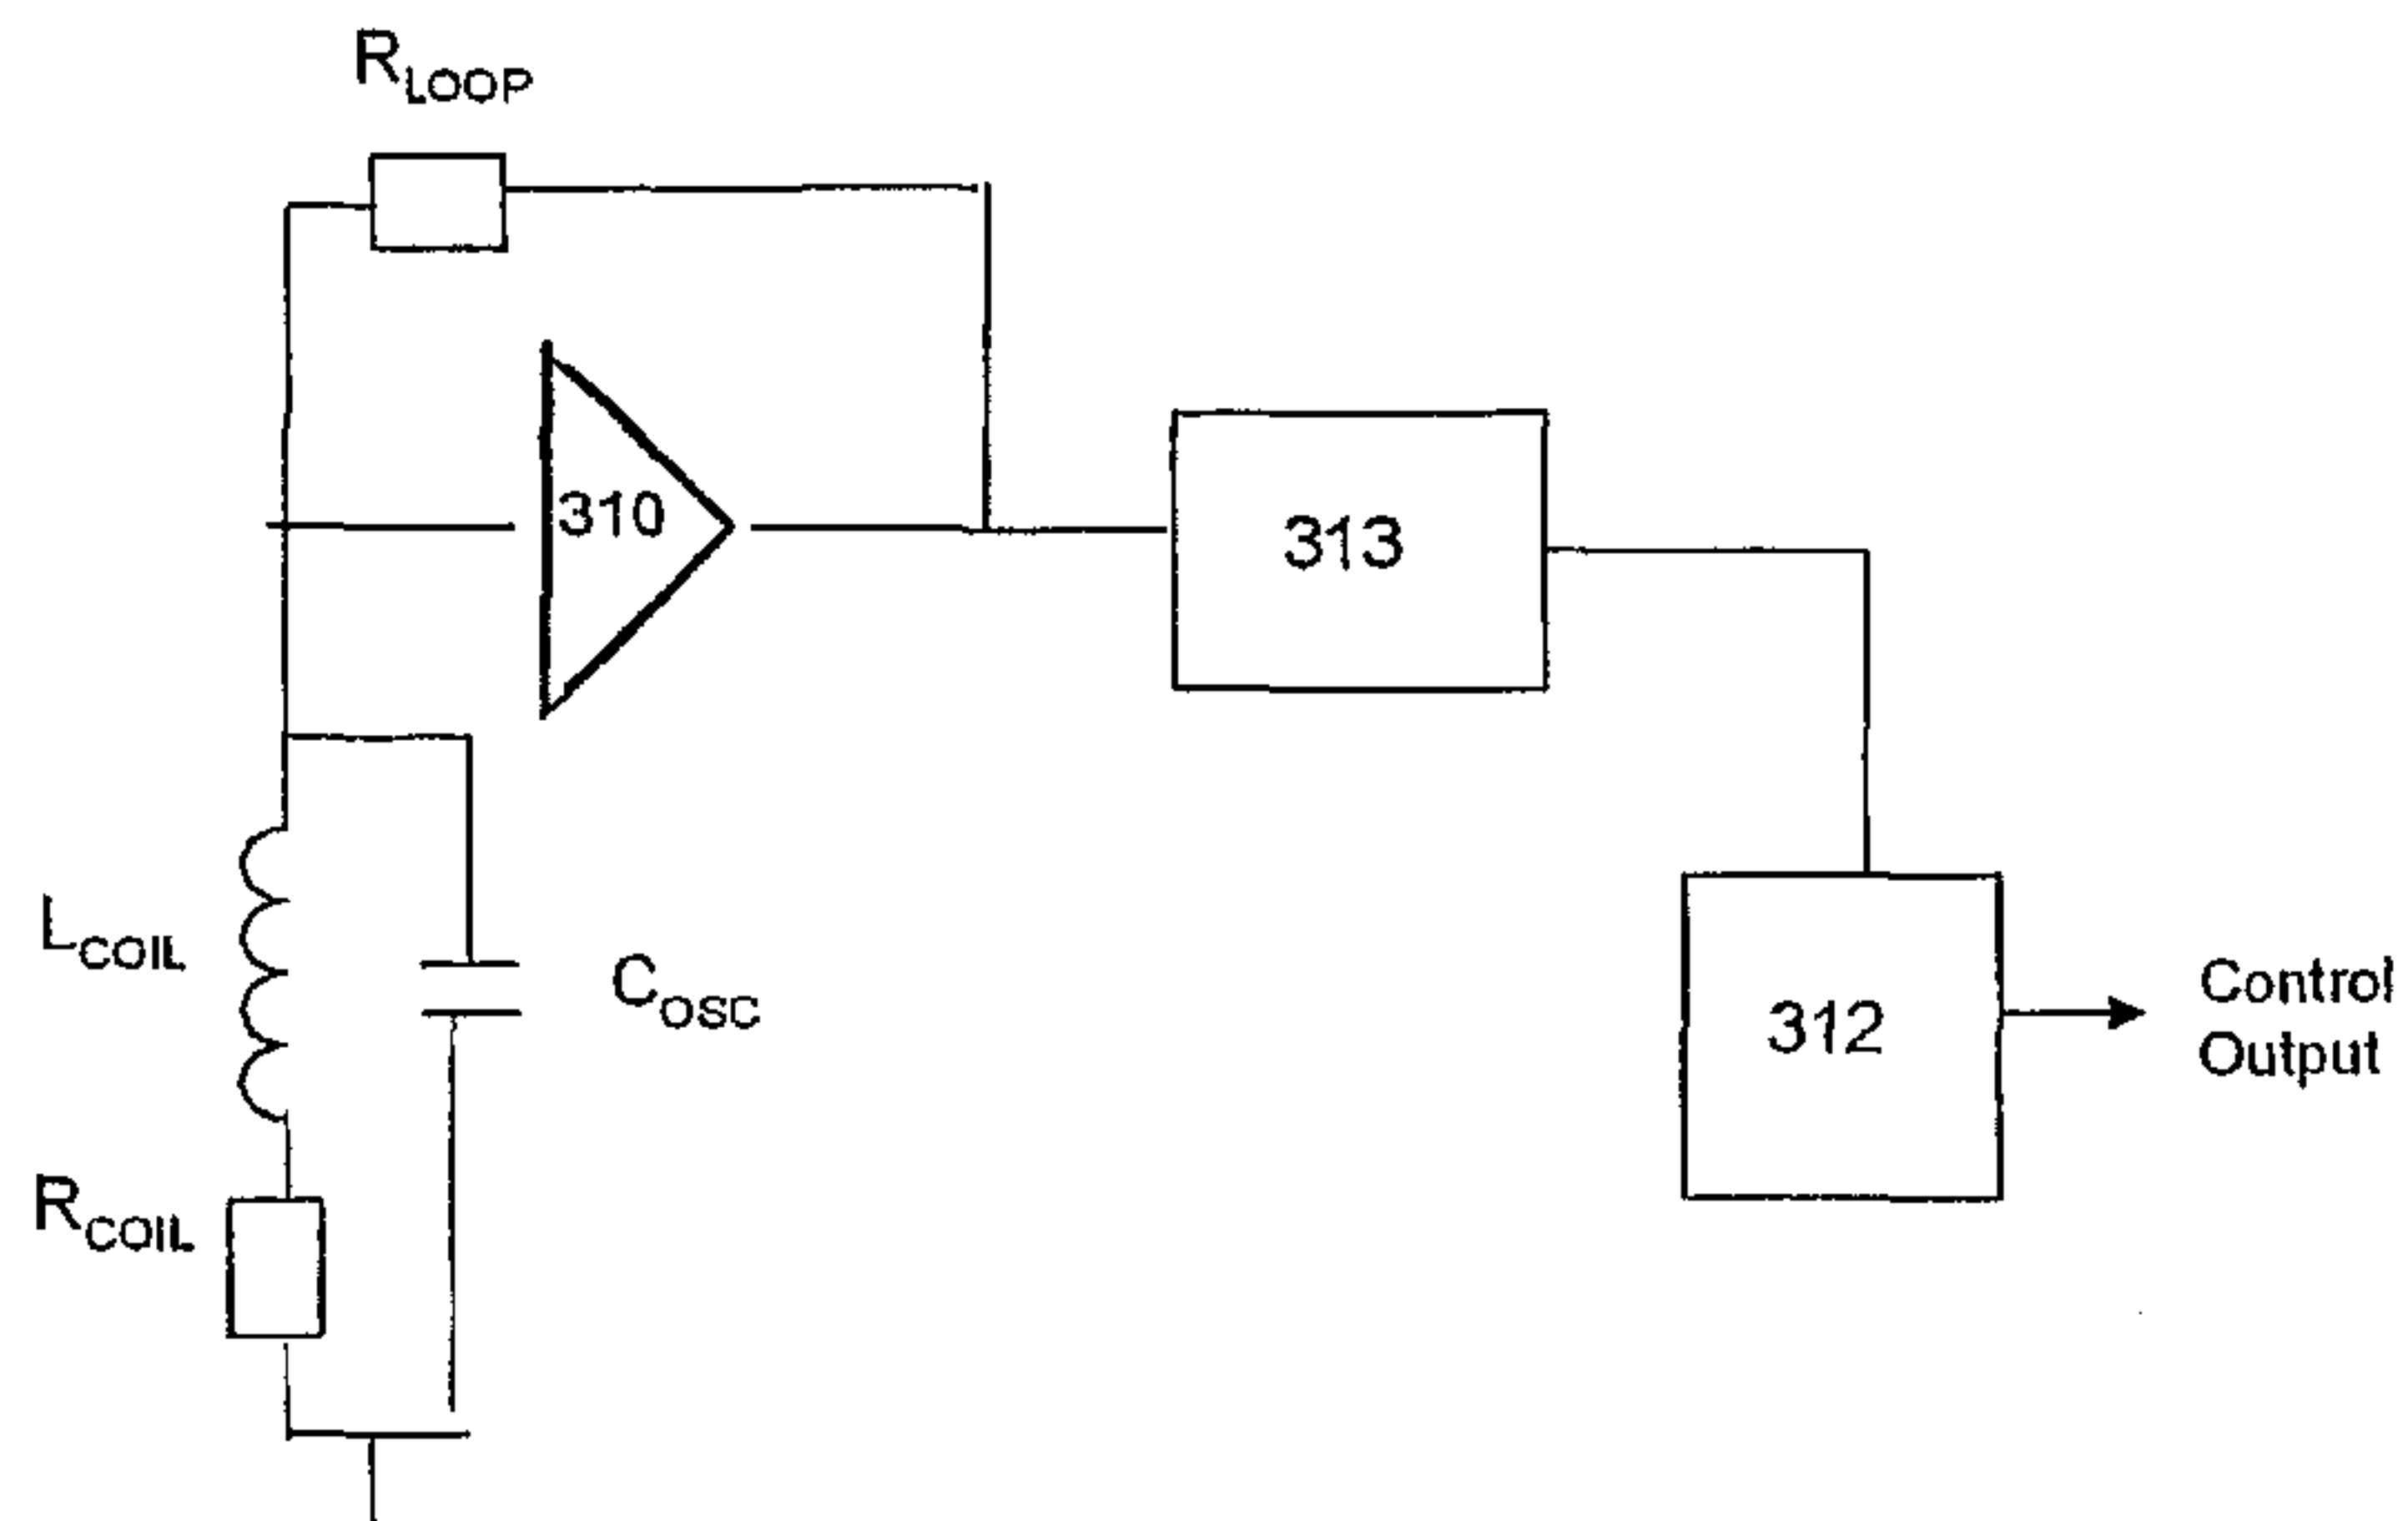 RLOOP
310
313
LCOIL
COSC
312
Control
Output
RCOIL